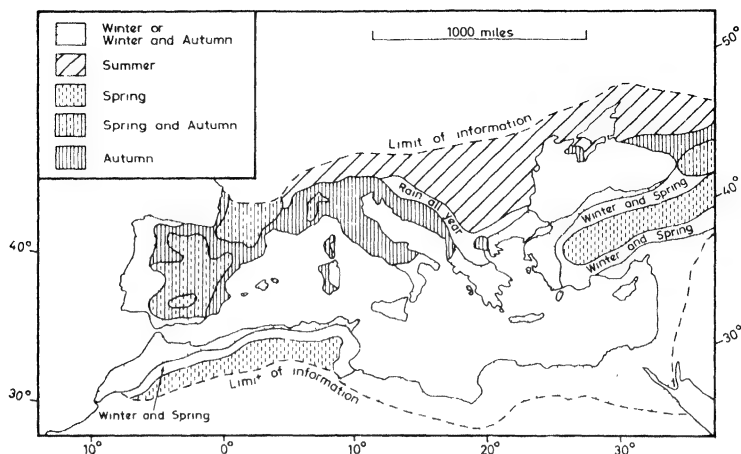 Winter or
Winter and Autumn
Summer
Spring
Spring and Autumn
Autumn
1000 miles
50°
Limit of information
Rain all year
40°
Winter and Spring
Winter and Spring
40°
30°
30°
Limit of information
Winter and Spring
10°
0°
10°
20°
30°